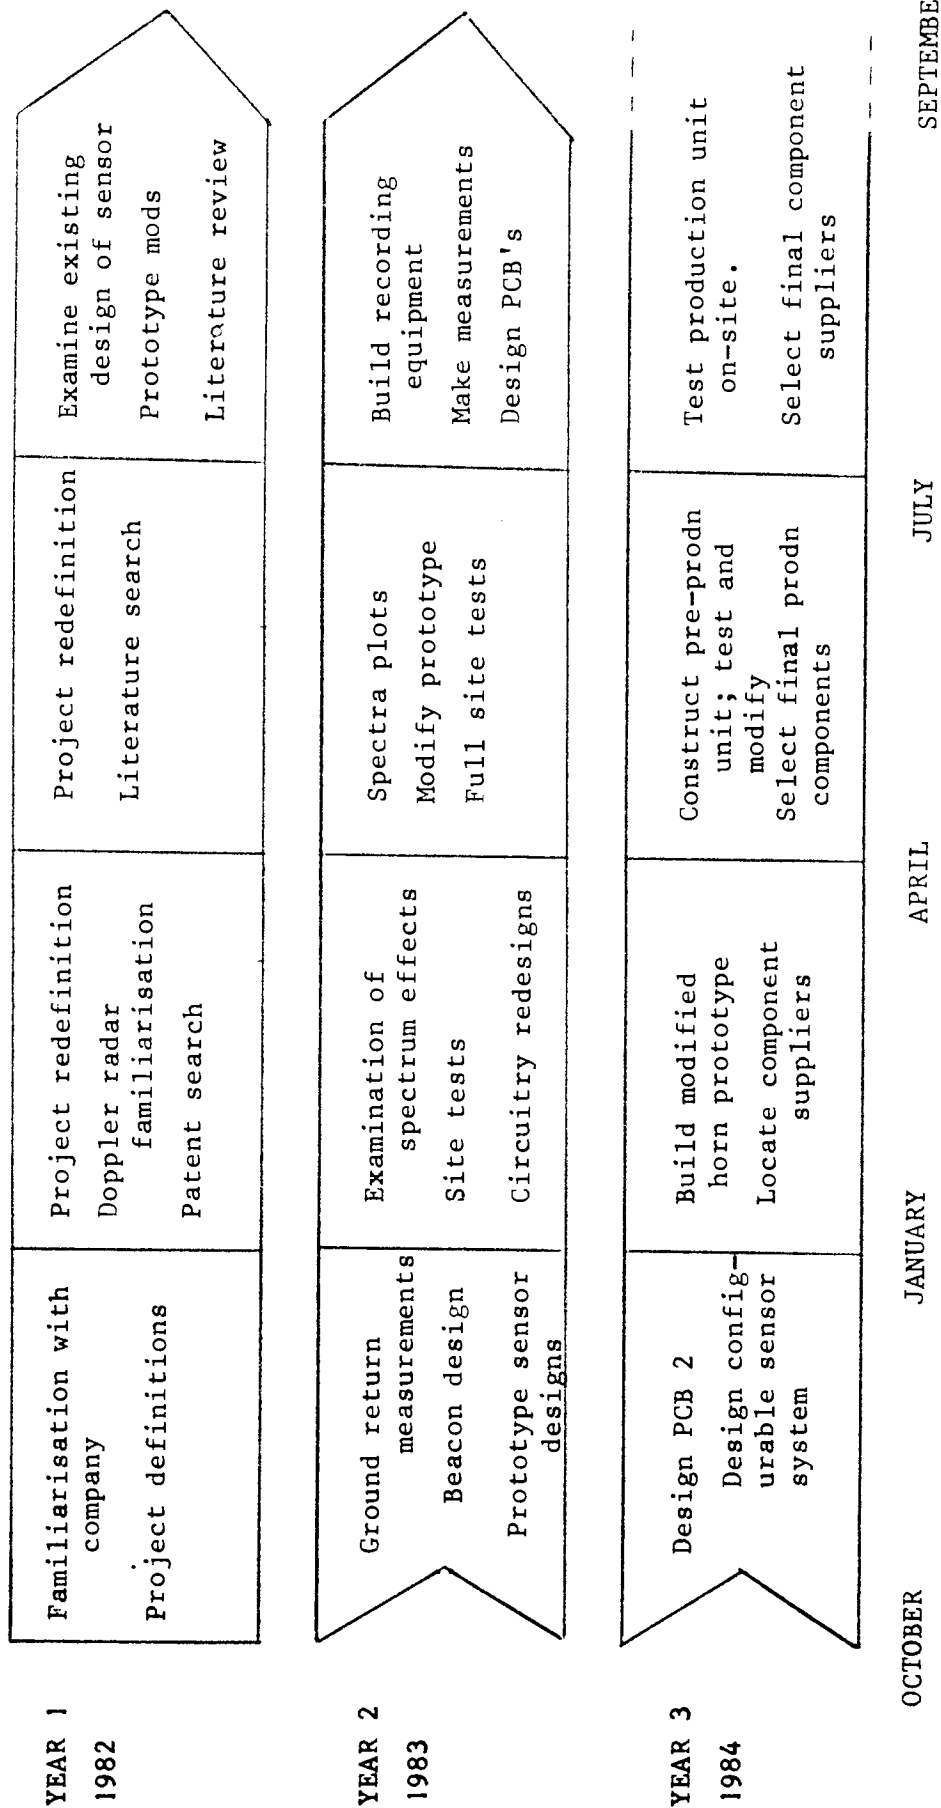 YEAR 1
1982
Familiarisation with
company
Project definitions
Project redefinition
Doppler radar
familiarisation
Patent search
Project redefinition
Literature search
Examine existing
design of sensor
Prototype mods
Literature review
YEAR 2
1983
Ground return
measurements
Beacon design
Prototype sensor
designs
Examination of
spectrum effects
Site tests
Circuitry redesigns
Spectra plots
Modify prototype
Full site tests
Build recording
equipment
Make measurements
Design PCB's
YEAR 3
1984
Design PCB 2
Design config-
urable sensor
system
Build modified
horn prototype
Locate component
suppliers
Construct pre-prodn
unit; test and
modify
Select final prodn
components
Test production unit
on-site.
Select final component
suppliers
OCTOBER
JANUARY
APRIL
JULY
SEPTEMBE